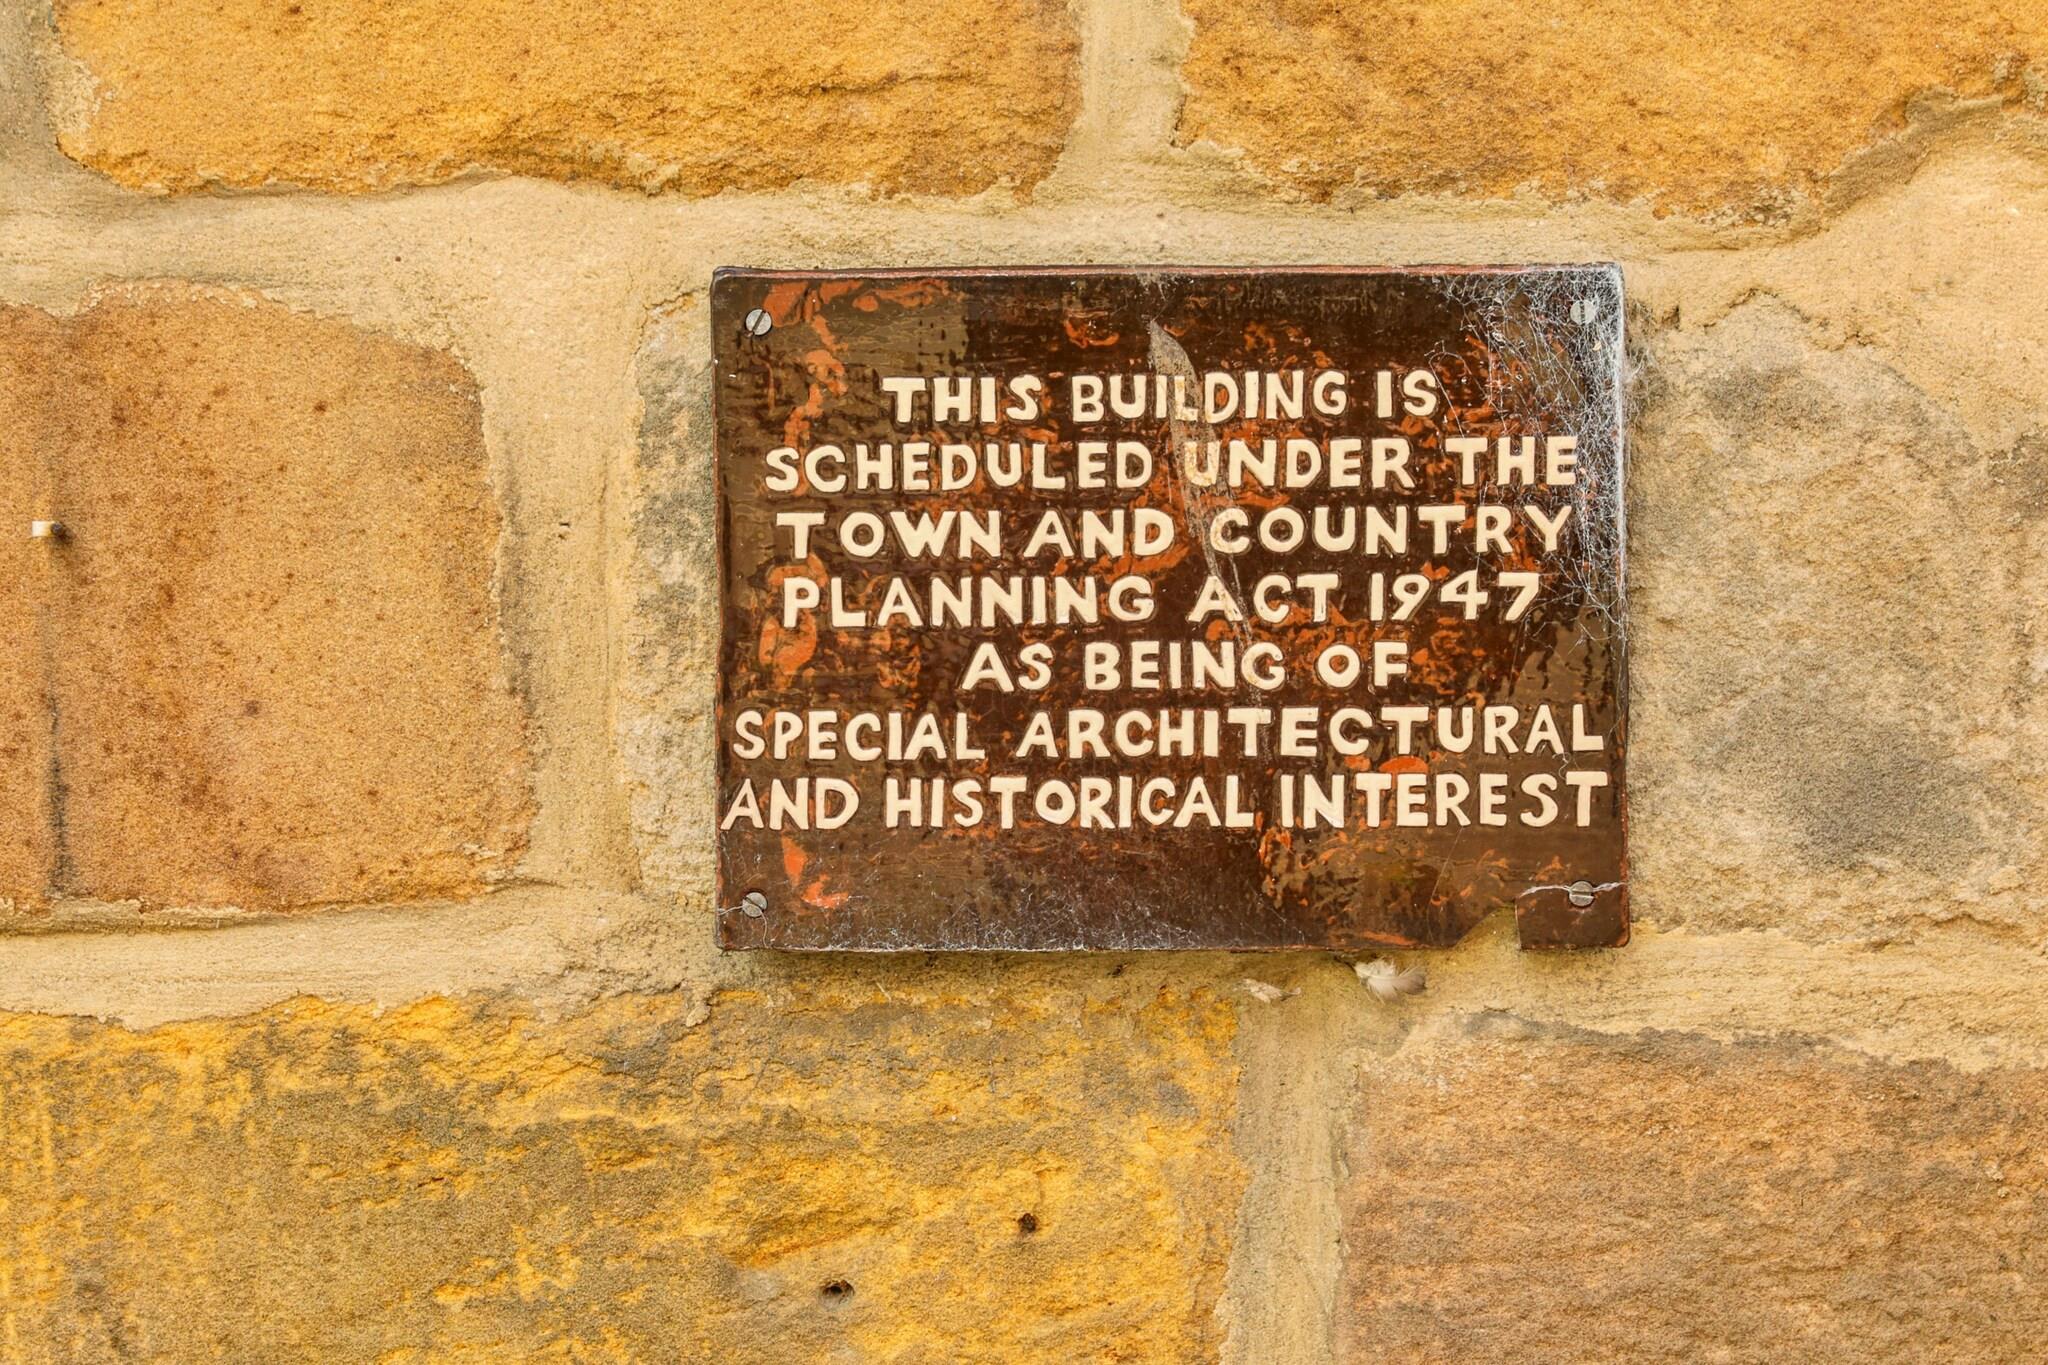 THIS BUILDING IS
SCHEDULED UNDER THE
TOWN AND COUNTRY
PLANNING ACT 1947
AS BEING OF
SPECIAL ARCHITECTURAL
AND HISTORICAL INTEREST